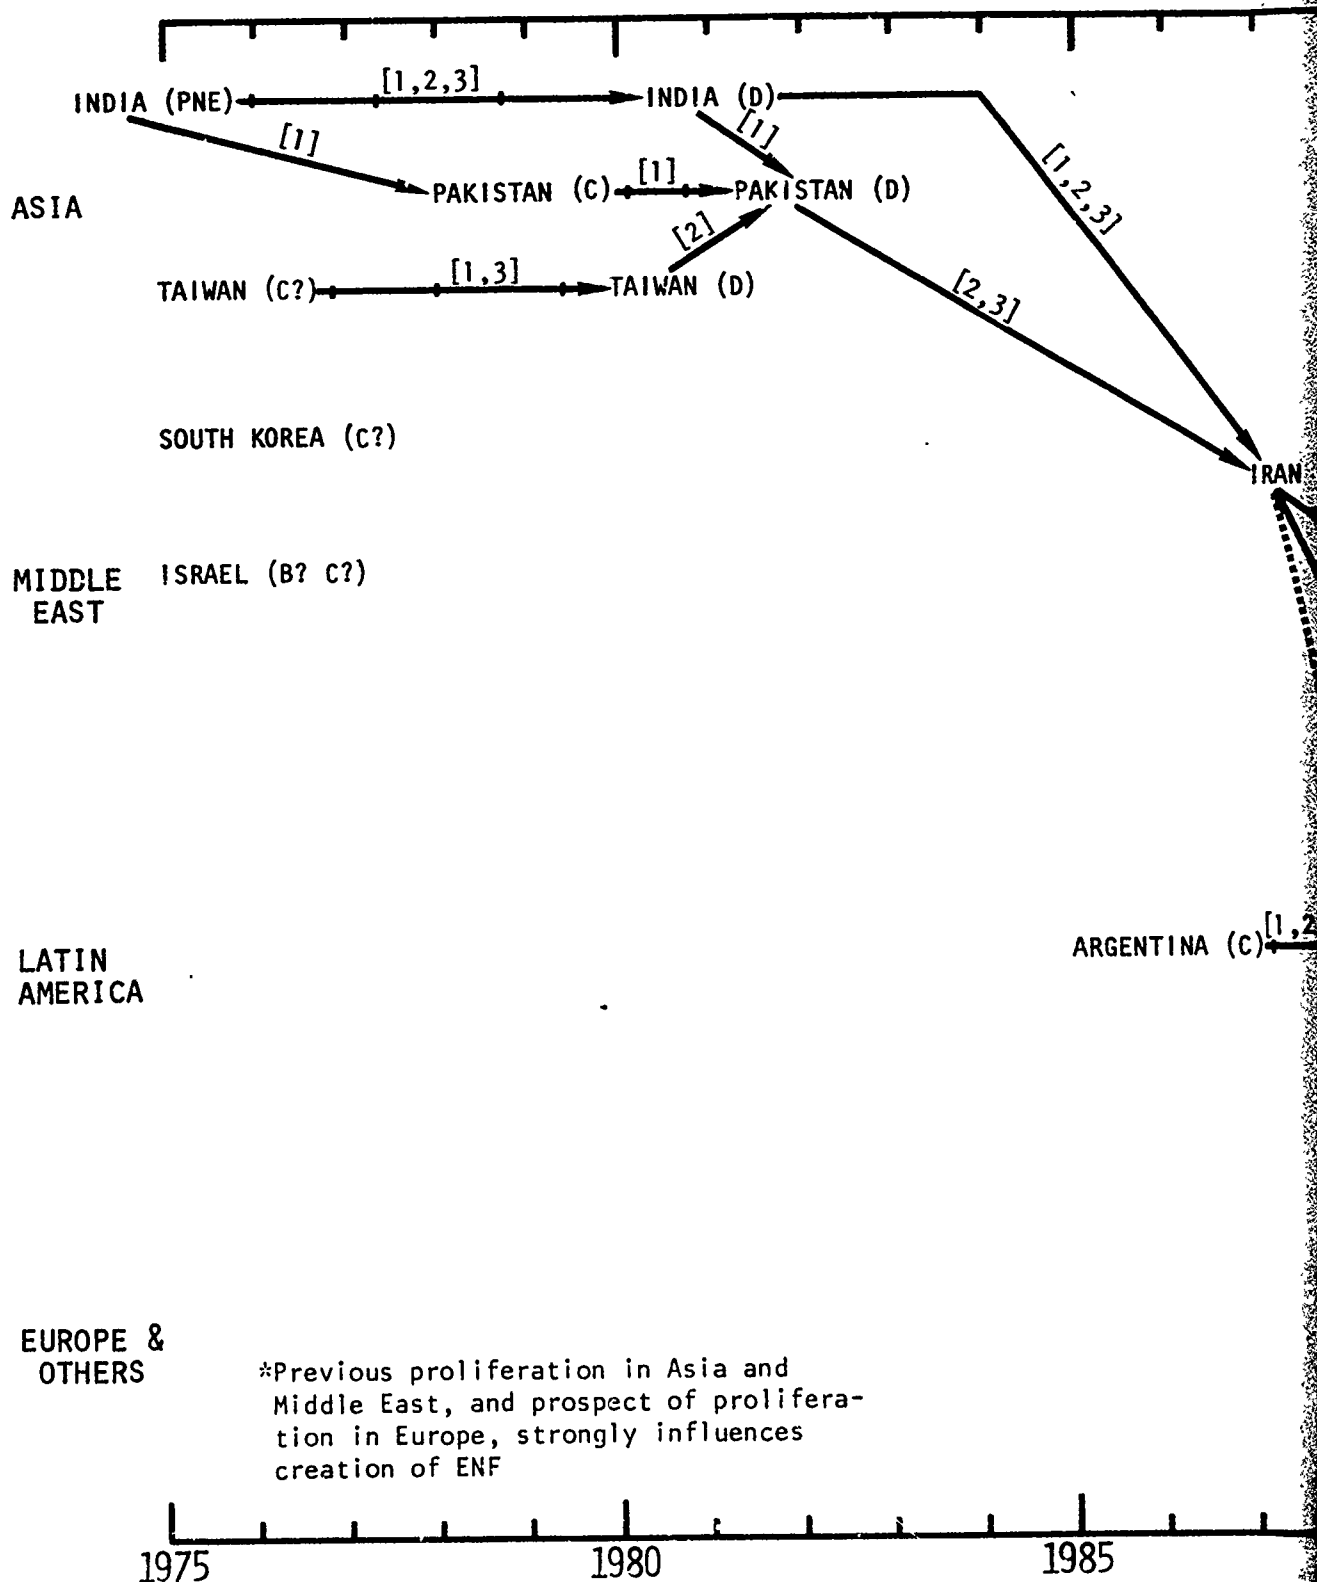 [1,2,3]
INDIA (PNE) INDIA (D)
[1] [1] [1,2,3]
[1]
PAKISTAN (C) PAKISTAN (D)
ASIA
[2]
[1,3]
TAIWAN (C?) TAIWAN (D)
[2,3]
SOUTH KOREA (C?)
IRAN
MIDDLE EAST
ISRAEL (B? C?)
[1,2
ARGENTINA (C)
LATIN
AMERICA
EUROPE &
OTHERS
*Previous proliferation in Asia and
Middle East, and prospect of prolifera-
tion in Europe, strongly influences
creation of ENF
1975 1980 1985